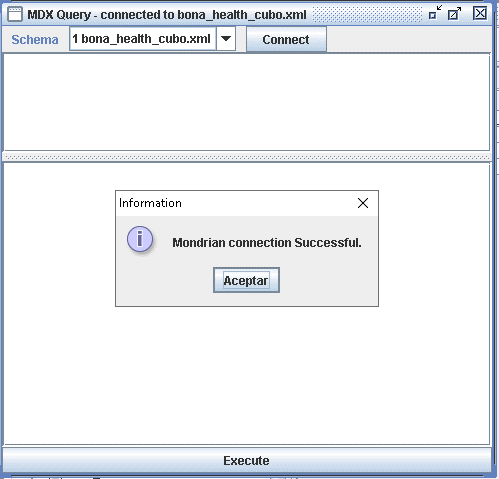 MDX Query - connected to bona_health_cubo.xml
Schema 1 bona_health_cubo.xml Connect
Information
Mondrian connection Successful.
Aceptar
Execute